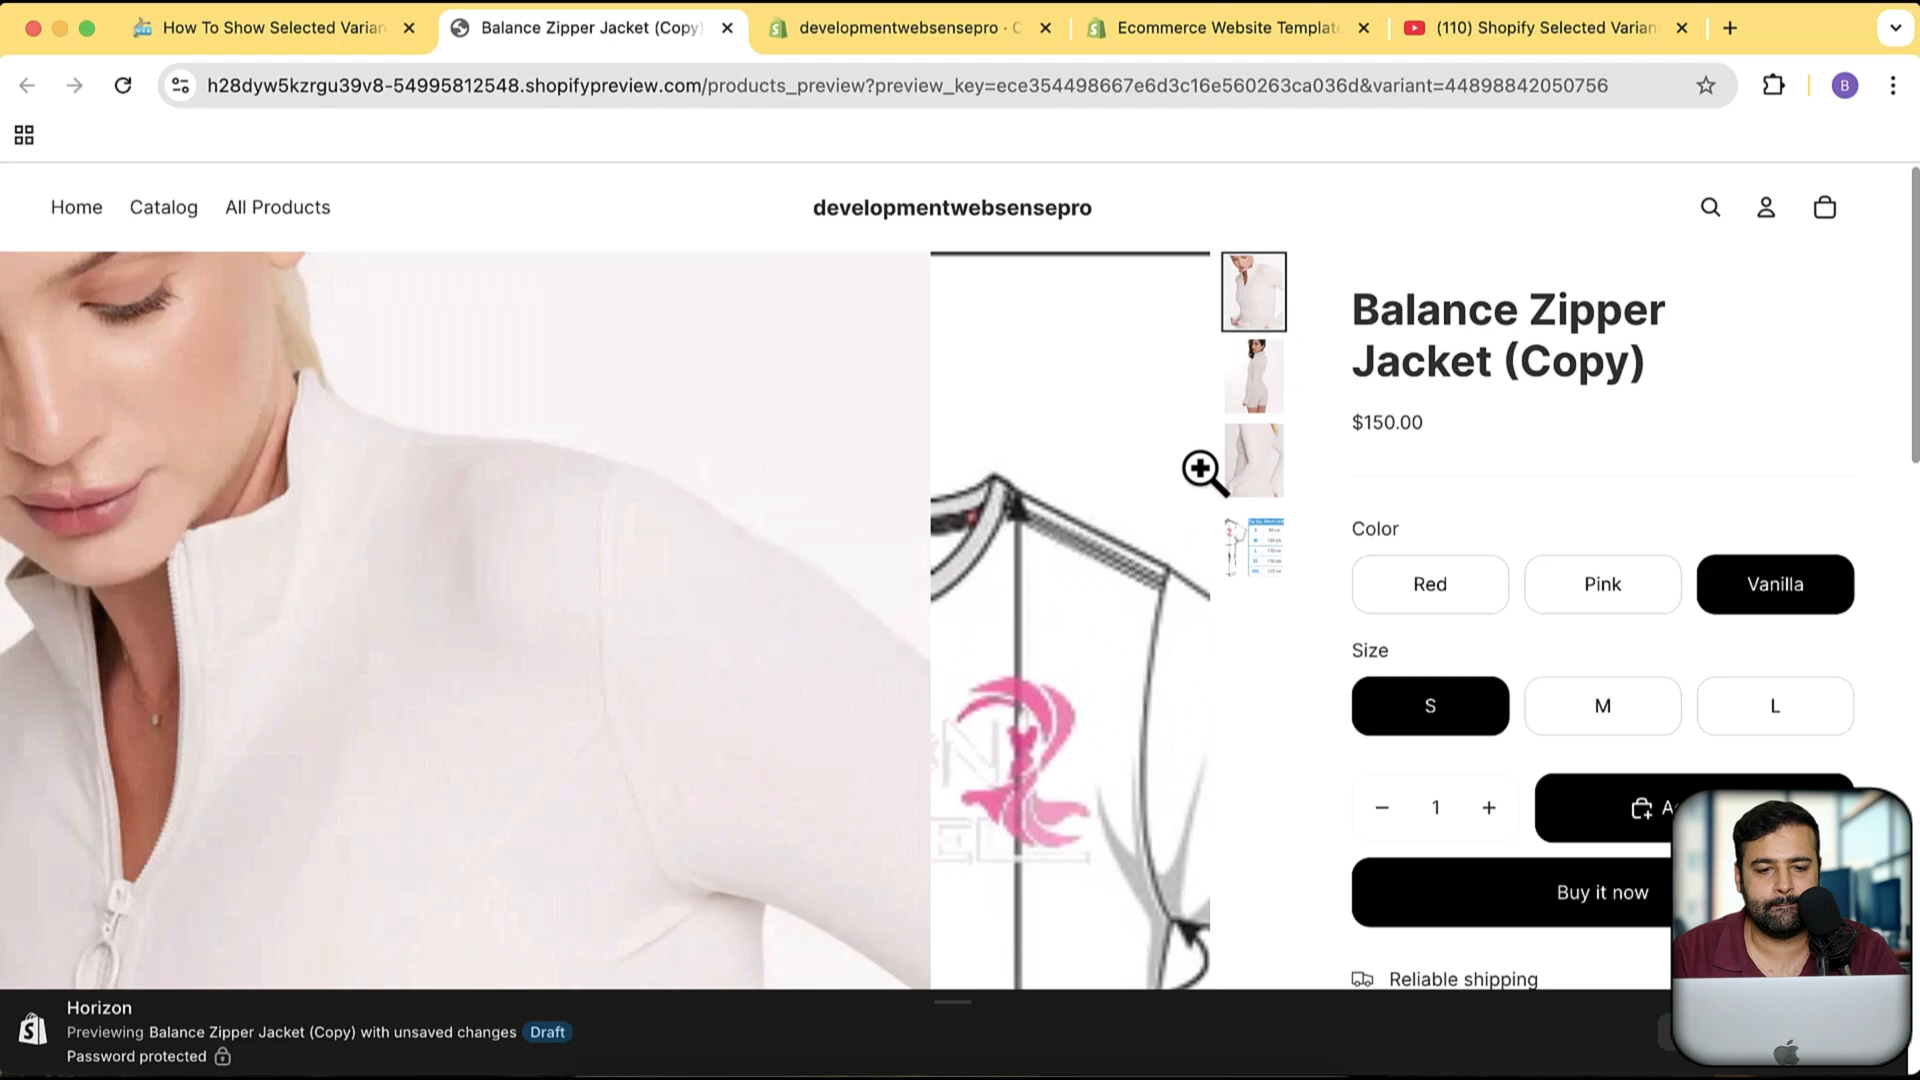 How To Show Selected Varian
Balance Zipper Jacket (Copy)
developmentwebsensepro · C
Ecommerce Website Templat
(110) Shopify Selected Varian
h28dyw5kzrgu39v8-54995812548.shopifypreview.com/products_preview?preview_key=ece354498667e6d3c16e560263ca036d&variant=44898842050756
B
Home
Catalog
All Products
developmentwebsensepro
Balance Zipper
Jacket (Copy)
$150.00
Color
Red
Pink
Vanilla
Size
S
M
L
1
A
Buy it now
Reliable shipping
Horizon
Previewing Balance Zipper Jacket (Copy) with unsaved changes Draft
Password protected